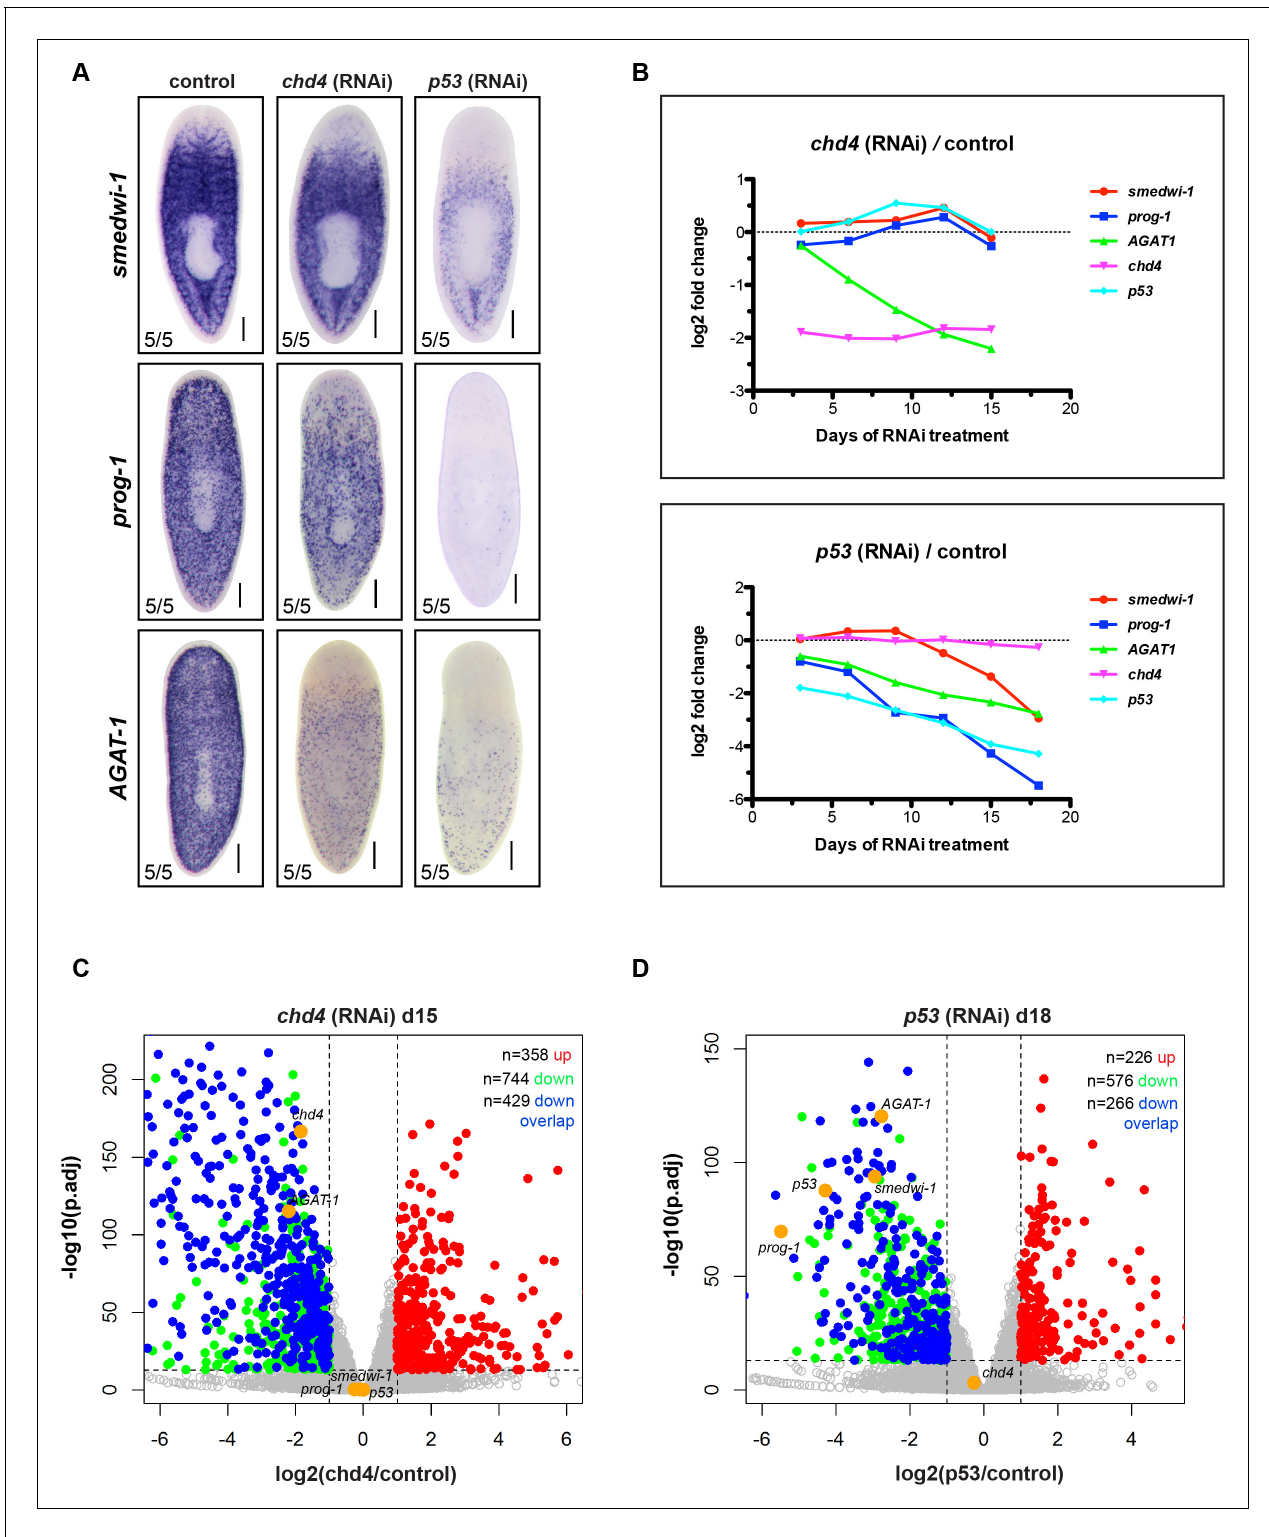 A
control
chd4 (RNAi)
p53 (RNAi)
smedwi-1
5/5
5/5
5/5
prog-1
5/5
5/5
5/5
AGAT-1
5/5
5/5
5/5
B
chd4 (RNAi) / control
log2 fold change
1
0
-1
-2
-3
0
5
10
15
20
Days of RNAi treatment
smedwi-1
prog-1
AGAT1
chd4
p53
p53 (RNAi) / control
log2 fold change
2
0
-2
-4
-6
0
5
10
15
20
Days of RNAi treatment
smedwi-1
prog-1
AGAT1
chd4
p53
C
chd4 (RNAi) d15
n=358 up
n=744 down
n=429 down
overlap
-log10(p.adj)
200
150
100
50
0
chd4
AGAT-1
smedwi-1
prog-1
p53
-6
-4
-2
0
2
4
6
log2(chd4/control)
D
p53 (RNAi) d18
n=226 up
n=576 down
n=266 down
overlap
-log10(p.adj)
150
100
50
0
AGAT-1
p53
smedwi-1
prog-1
chd4
-6
-4
-2
0
2
4
log2(p53/control)